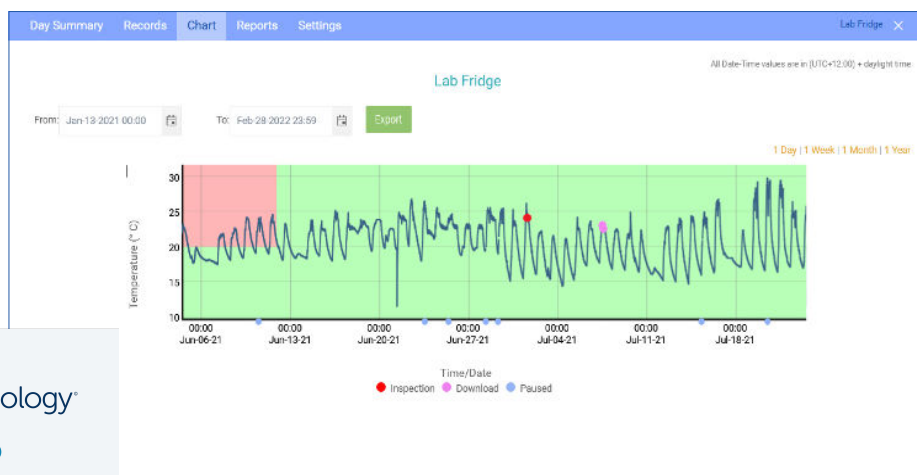 Day Summary Records Chart Reports Settings Lab Fridge
All Date-Time values are in (UTC+12:00) + daylight time
Lab Fridge
From: Jan-13-2021 00:00 To: Feb-28-2022 23:59 Export
1 Day | 1 Week | 1 Month | 1 Year
Temperature (° C)
30
25
20
15
10
00:00 00:00 00:00 00:00 00:00 00:00 00:00
Jun-06-21 Jun-13-21 Jun-20-21 Jun-27-21 Jul-04-21 Jul-11-21 Jul-18-21
Time/Date
Inspection Download Paused
ology